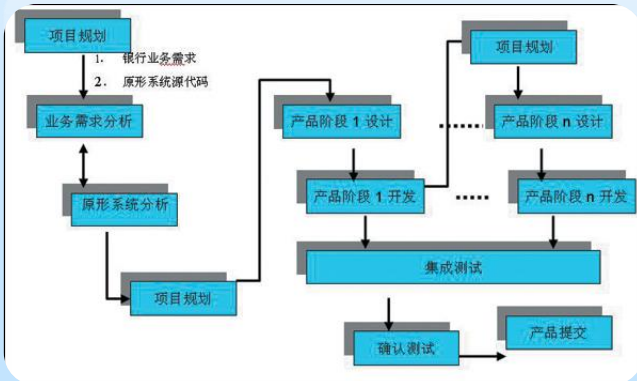 项目规划
1. 银行业务需求
2. 原形系统源代码
业务需求分析
原形系统分析
项目规划
产品阶段 1 设计
产品阶段 1 开发
项目规划
产品阶段 n 设计
产品阶段 n 开发
集成测试
确认测试
产品提交